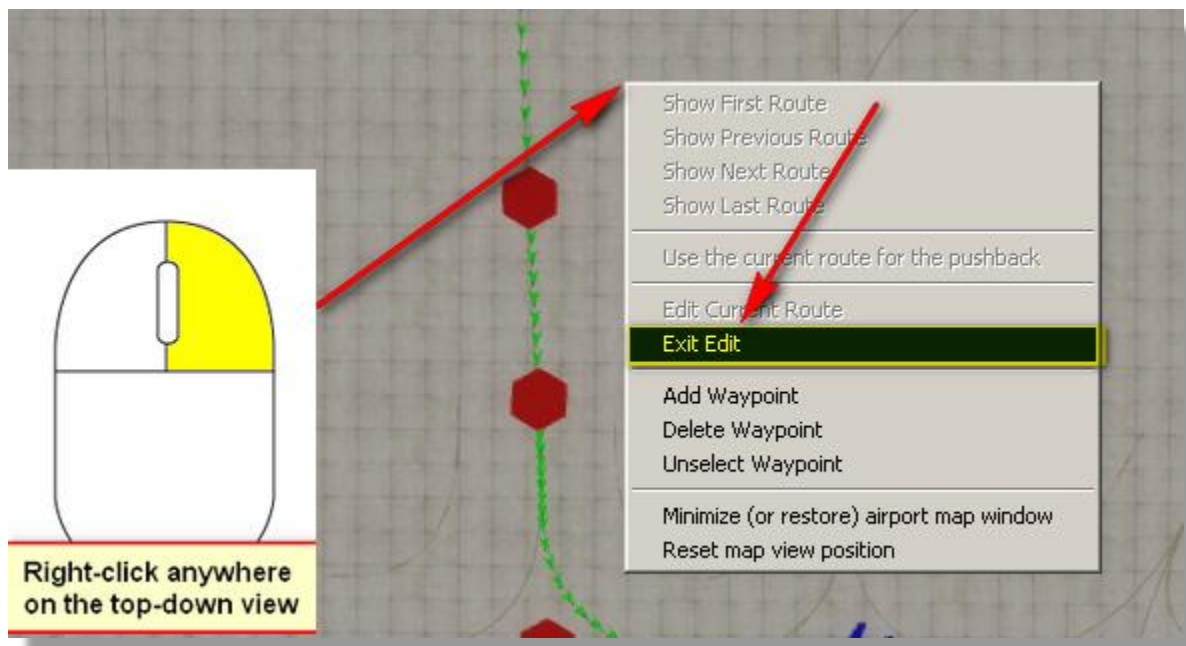 Show First Route
Show Previous Route
Show Next Route
Show Last Route
Use the current route for the pushback
Edit Current Route
Exit Edit
Add Waypoint
Delete Waypoint
Unselect Waypoint
Minimize (or restore) airport map window
Reset map view position
Right-click anywhere
on the top-down view